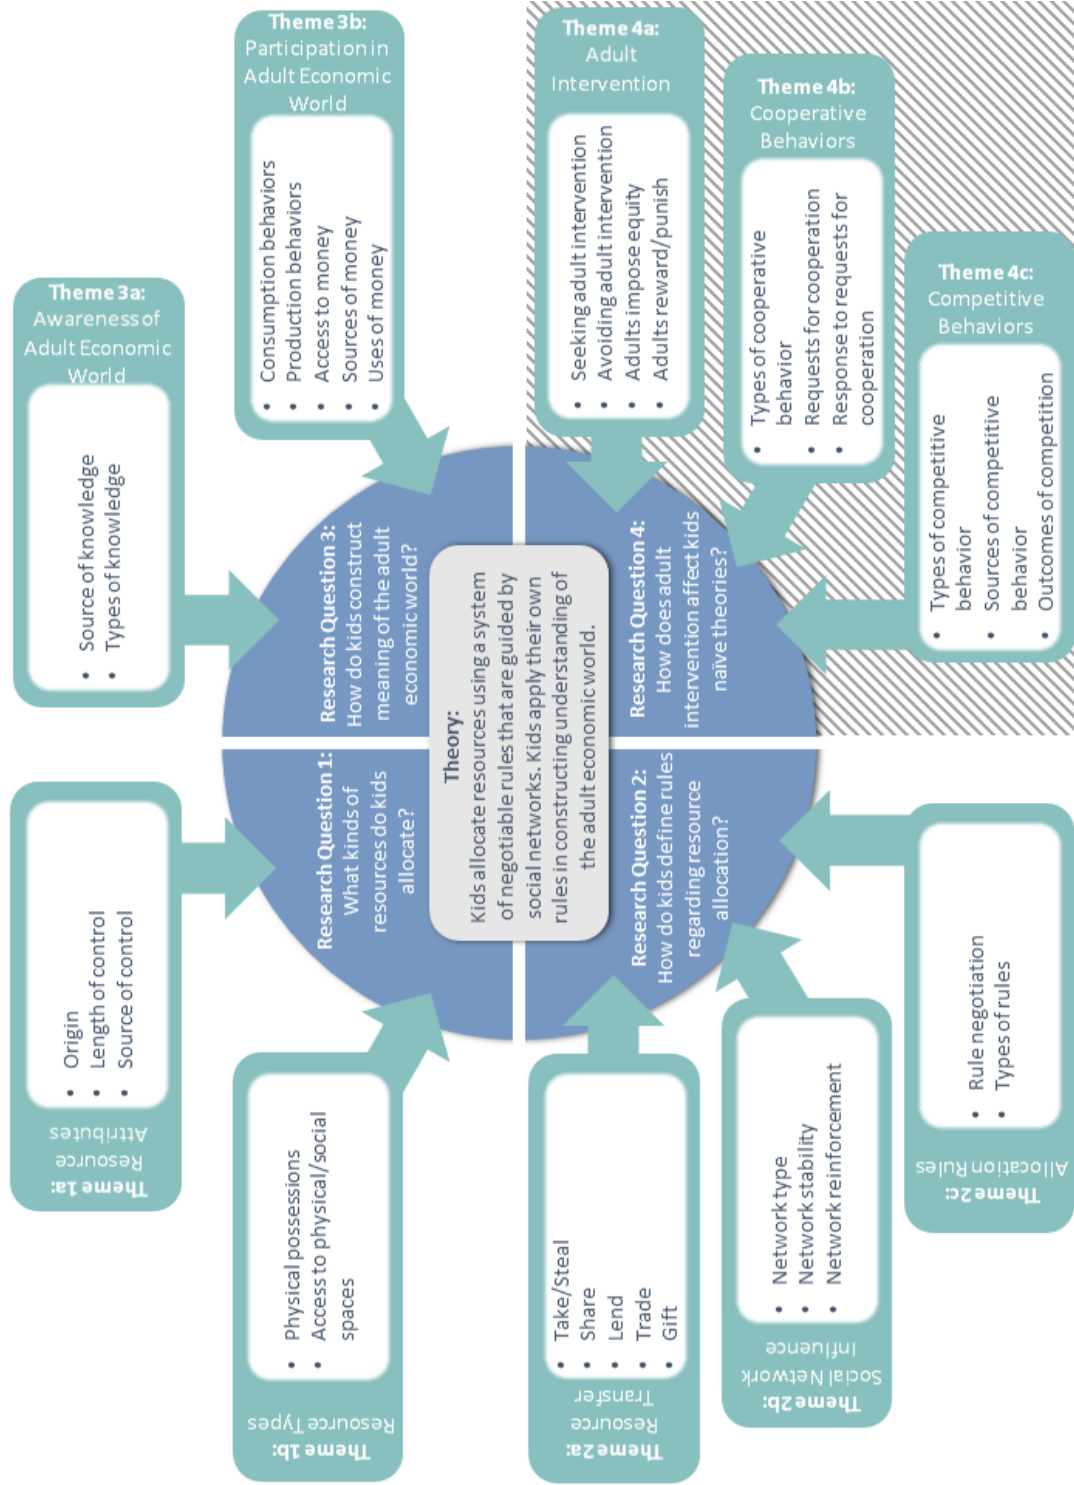 Theme 1a:
Resource
Attributes
• Origin
• Length of control
• Source of control
Theme 1b:
Resource Types
• Physical possessions
• Access to physical/social
spaces
Research Question 1:
What kinds of
resources do kids
allocate?
Theme 3a:
Awareness of
Adult Economic
World
• Source of knowledge
• Types of knowledge
Theme 3b:
Participation in
Adult Economic
World
• Consumption behaviors
• Production behaviors
• Access to money
• Sources of money
• Uses of money
Research Question 3:
How do kids construct
meaning of the adult
economic world?
Theory:
Kids allocate resources using a system
of negotiable rules that are guided by
social networks. Kids apply their own
rules in constructing understanding of
the adult economic world.
Theme 2a:
Resource
Transfer
• Take/Steal
• Share
• Lend
• Trade
• Gift
Theme 2b:
Social Network
Influence
• Network type
• Network stability
• Network reinforcement
Theme 2c:
Allocation Rules
• Rule negotiation
• Types of rules
Research Question 2:
How do kids define rules
regarding resource
allocation?
Research Question 4:
How does adult
intervention affect kids
naïve theories?
Theme 4a:
Adult
Intervention
• Seeking adult intervention
• Avoiding adult intervention
• Adults impose equity
• Adults reward/punish
Theme 4b:
Cooperative
Behaviors
• Types of cooperative
behavior
• Requests for cooperation
• Response to requests for
cooperation
Theme 4c:
Competitive
Behaviors
• Types of competitive
behavior
• Sources of competitive
behavior
• Outcomes of competition